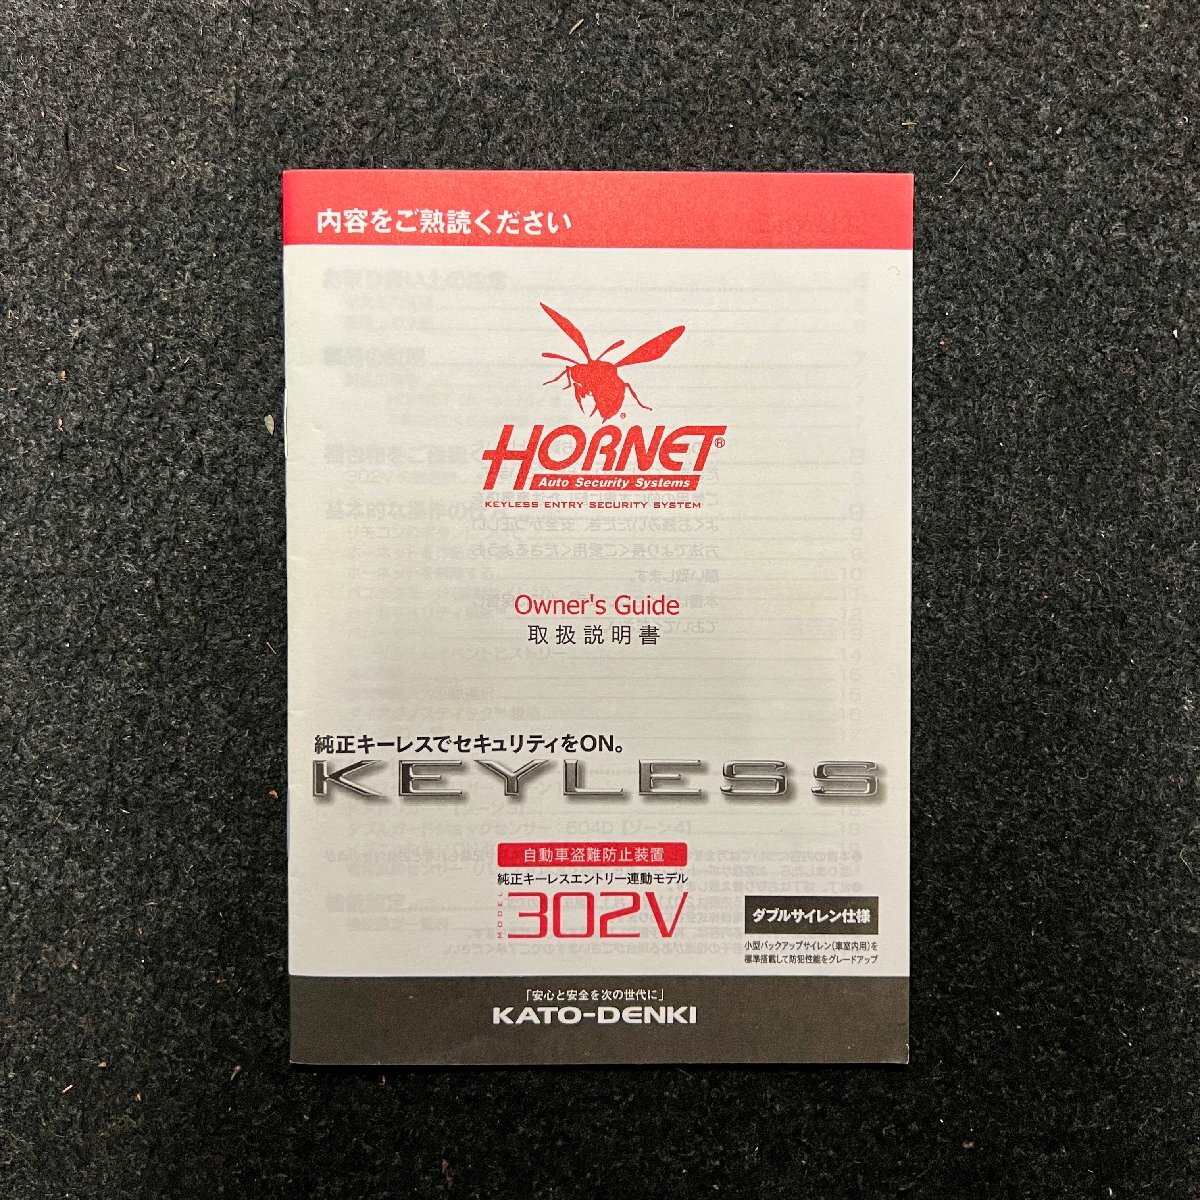 内容をご熟読ください
HORNET®
Auto Security Systems
KEYLESS ENTRY SECURITY SYSTEM
Owner's Guide
取扱説明書
純正キーレスでセキュリティをON。
KEYLESS
自動車盗難防止装置
純正キーレスエントリー連動モデル
MODEL 302V
ダブルサイレン仕様
小型バックアップサイレン(車室内用)を
標準搭載して防犯性能をグレードアップ
「安心と安全を次の世代に」
KATO-DENKI